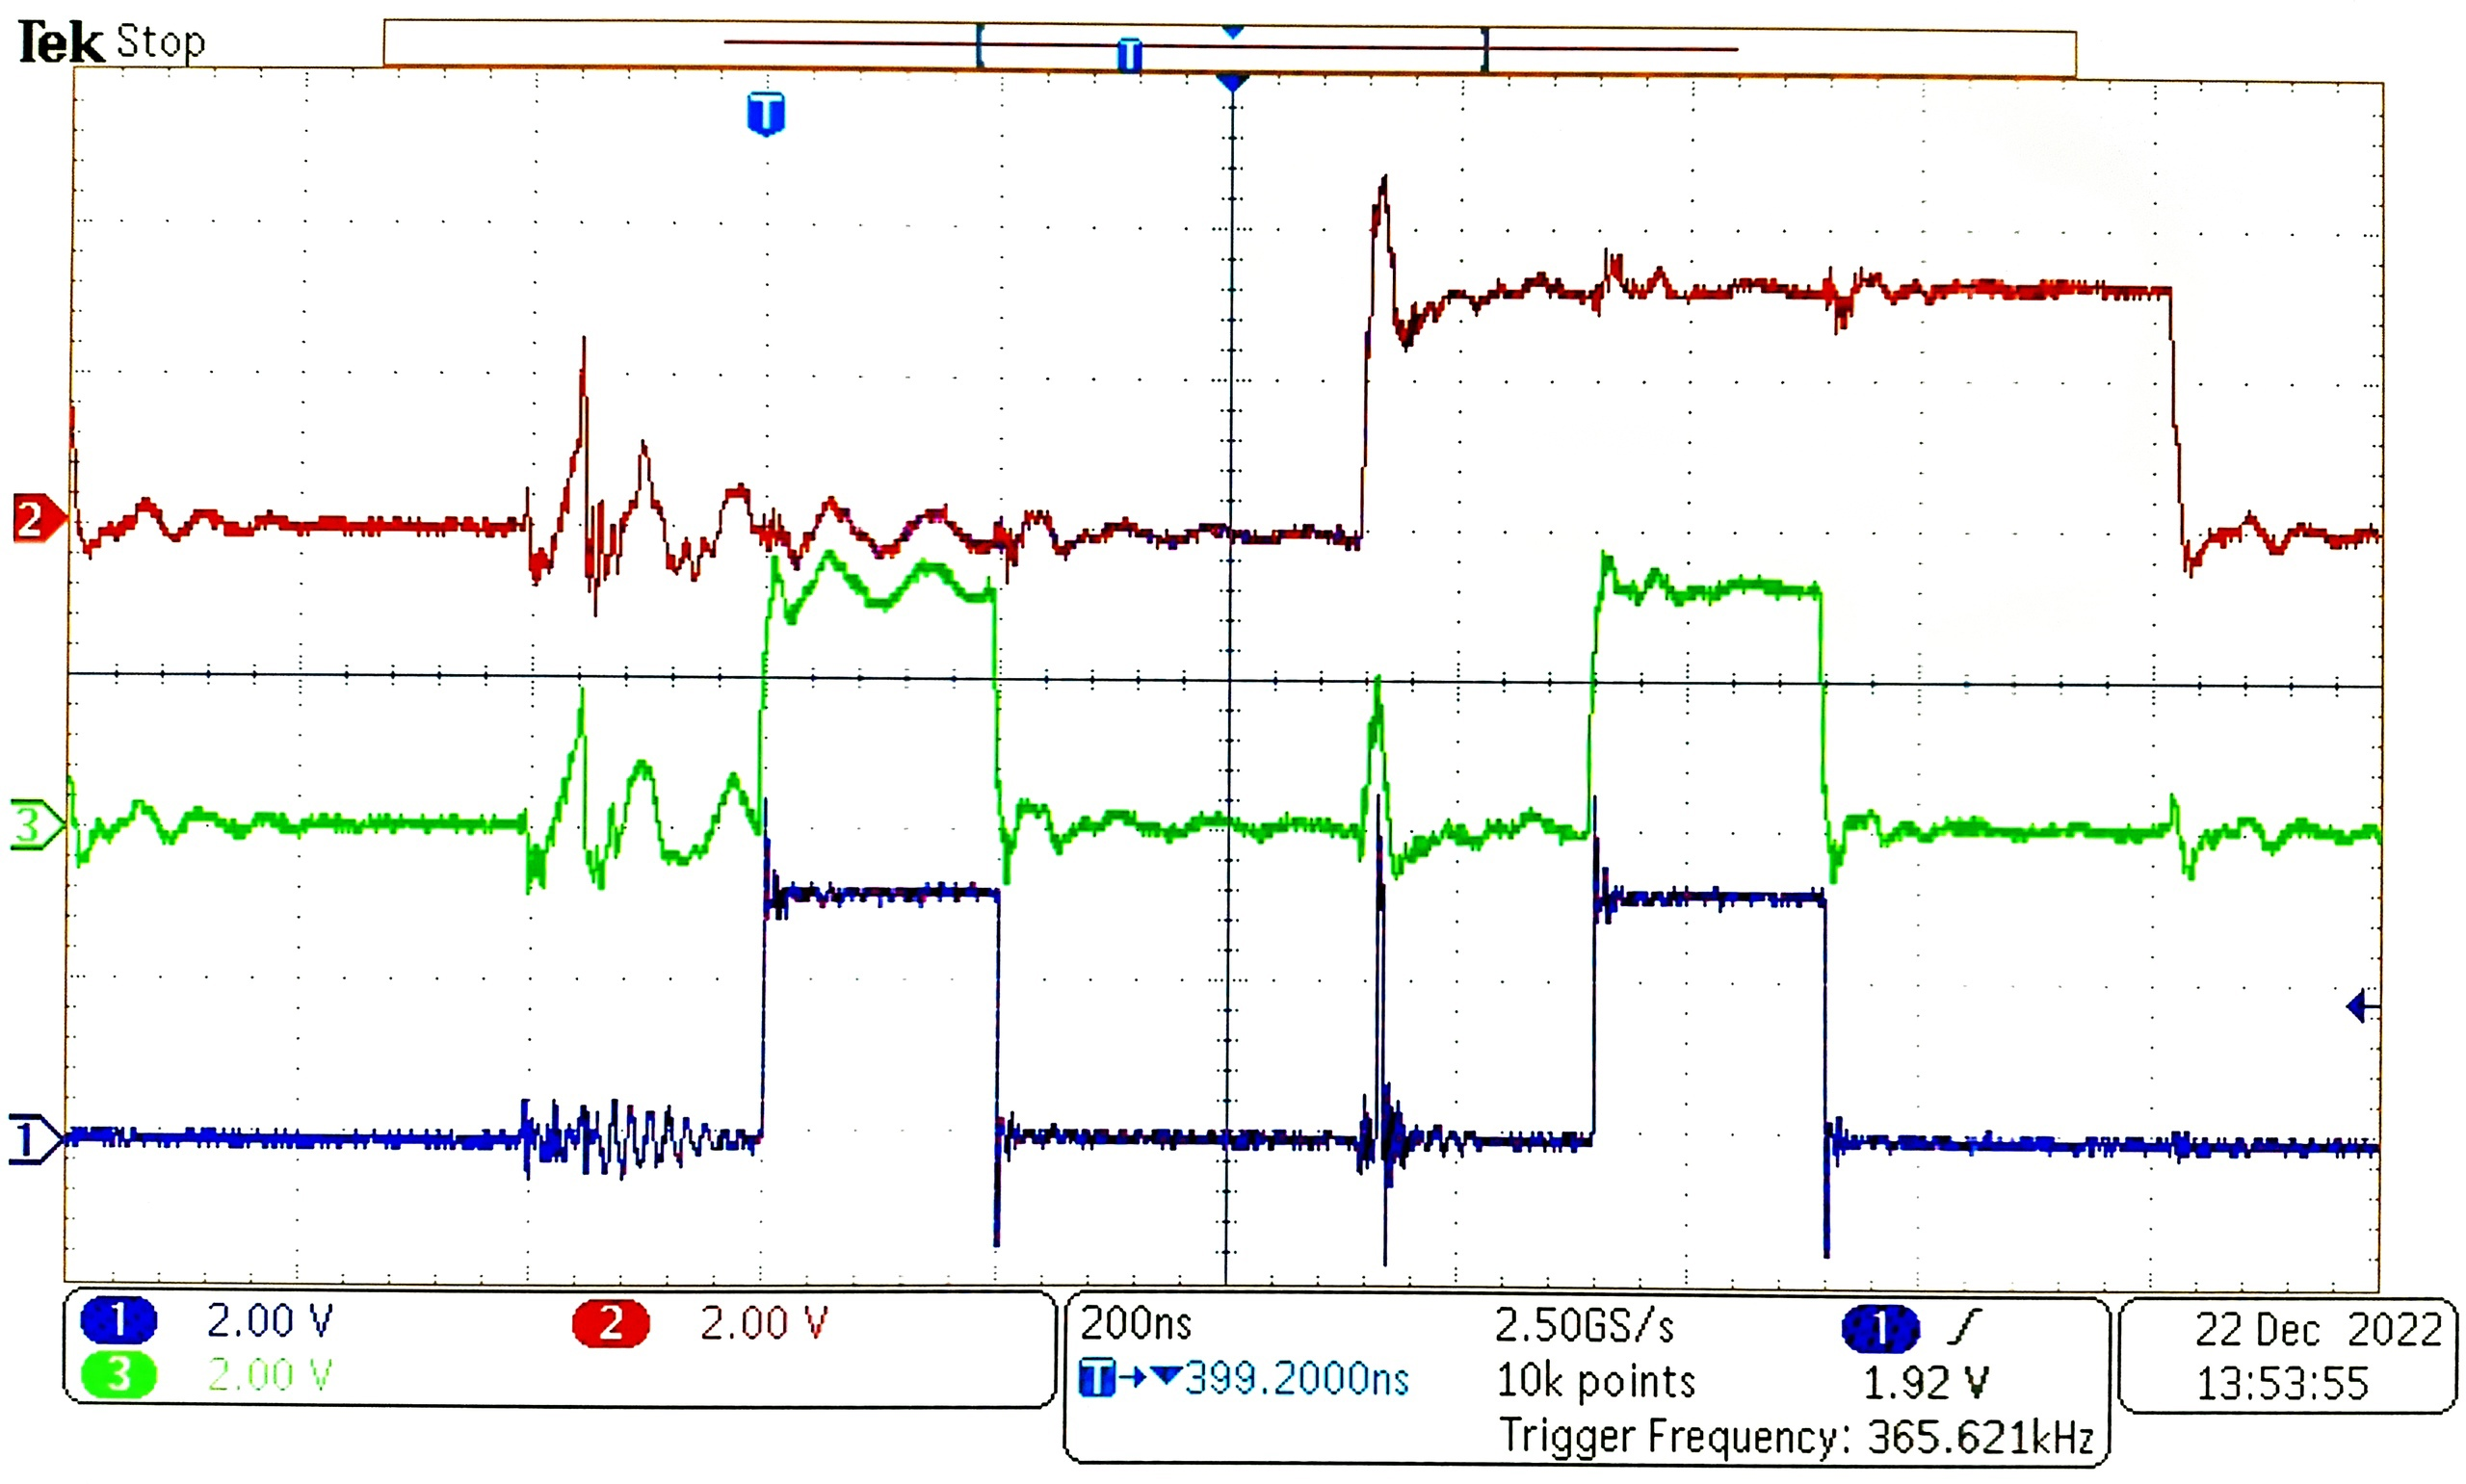 Tek Stop
T
T
2
3
1
1 2.00 V 2 2.00 V
3 2.00 V
200ns 2.50GS/s 1
T→▼399.2000ns 10k points 1.92 V
Trigger Frequency: 365.621kHz
22 Dec 2022
13:53:55